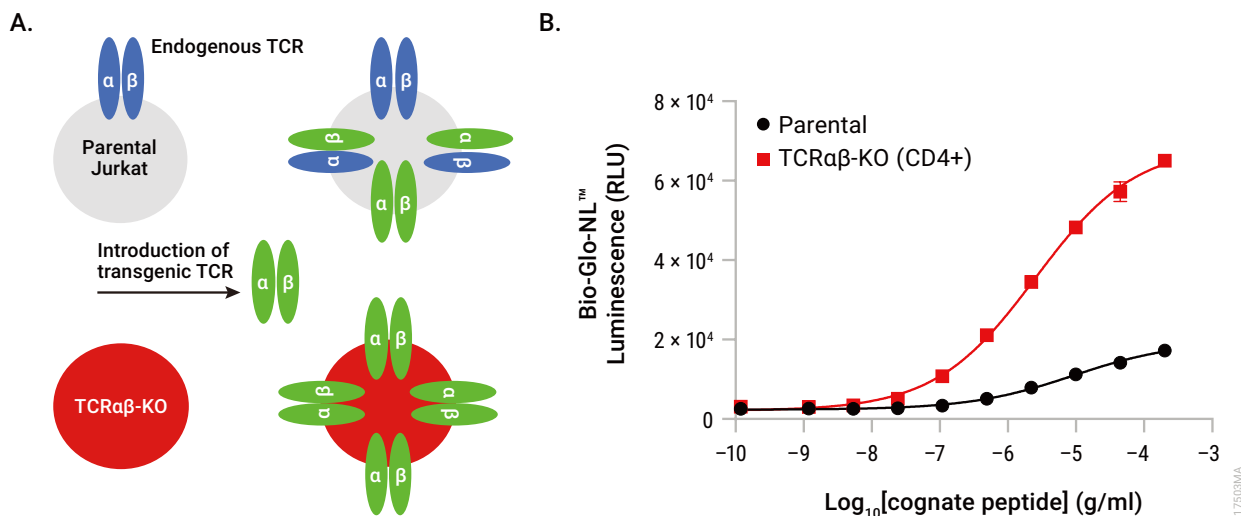 A.
Endogenous TCR
α β
Parental
Jurkat
α β
β
α
α
β
α β
Introduction of
transgenic TCR
α β
TCRαβ-KO
α β
β
α
α
β
α β
B.
Bio-Glo-NL™
Luminescence (RLU)
8 × 10⁴
6 × 10⁴
4 × 10⁴
2 × 10⁴
0
Parental
TCRαβ-KO (CD4+)
−10 −9 −8 −7 −6 −5 −4 −3
Log₁₀[cognate peptide] (g/ml)
17503MA